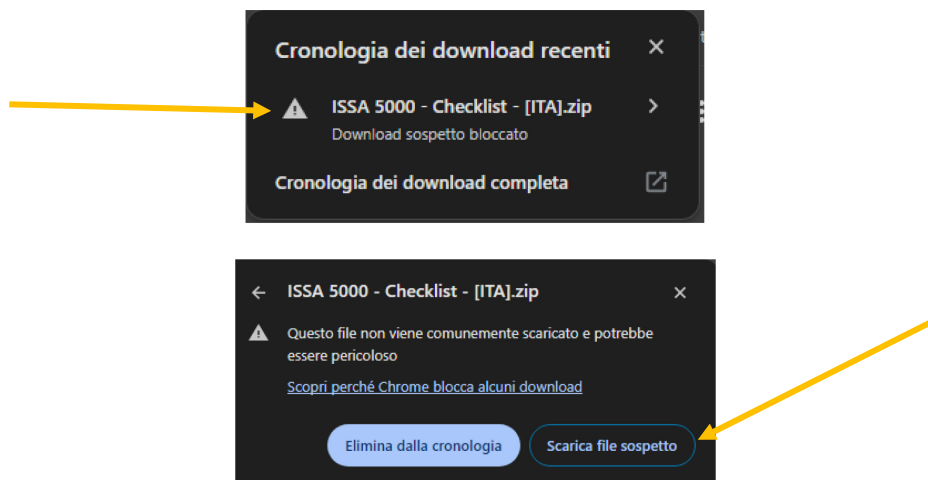 Cronologia dei download recenti
ISSA 5000 - Checklist - [ITA].zip
Download sospetto bloccato
Cronologia dei download completa
ISSA 5000 - Checklist - [ITA].zip
Questo file non viene comunemente scaricato e potrebbe
essere pericoloso
Scopri perché Chrome blocca alcuni download
Elimina dalla cronologia
Scarica file sospetto